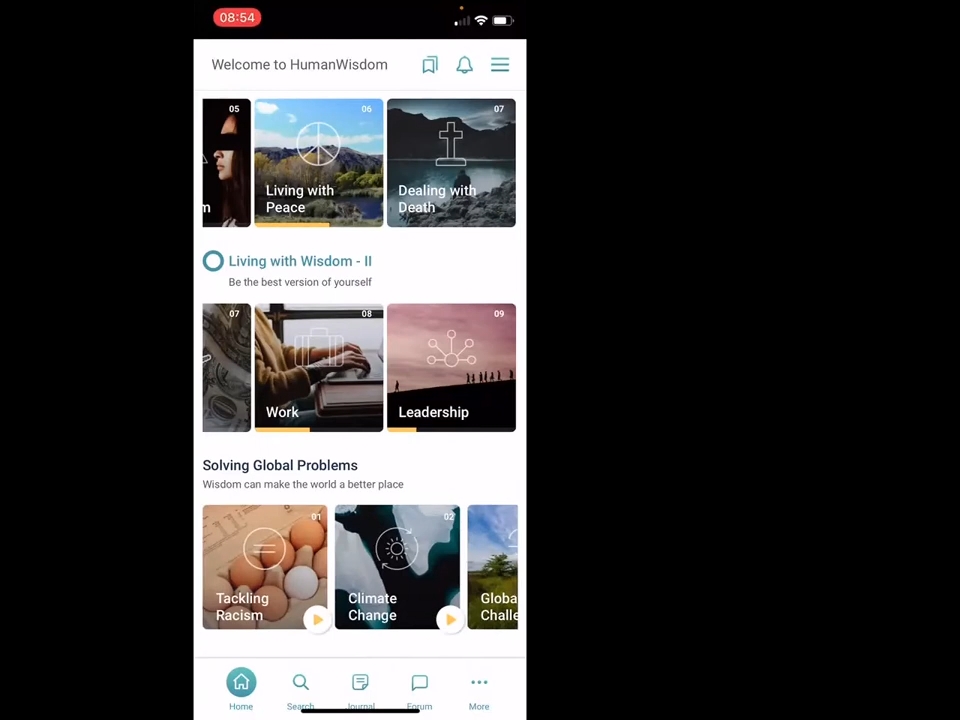 08:54
Welcome to HumanWisdom
05
06
07
m
Living with
Peace
Dealing with
Death
Living with Wisdom - II
Be the best version of yourself
07
08
09
Work
Leadership
Solving Global Problems
Wisdom can make the world a better place
01
02
Tackling
Racism
Climate
Change
Globa
Challe
Home
Search
Journal
Forum
More